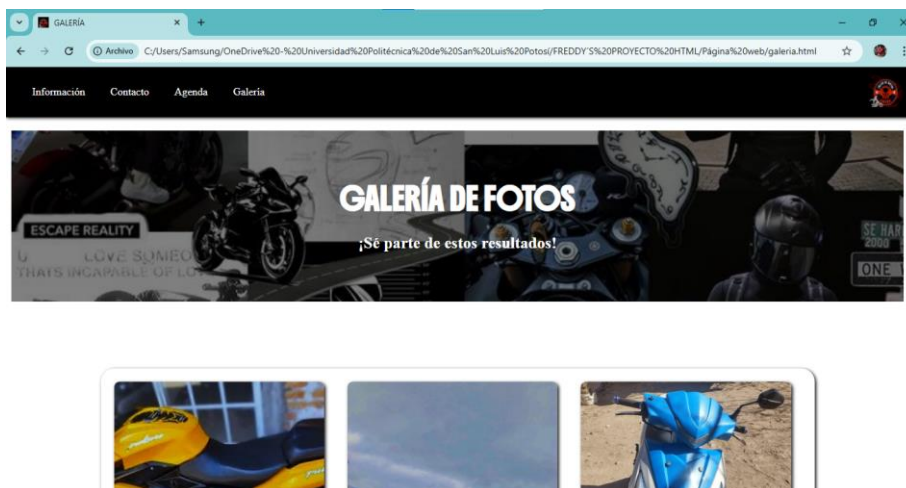 GALERÍA
Archivo C:/Users/Samsung/OneDrive%20-%20Universidad%20Politécnica%20de%20San%20Luis%20Potosí/FREDDY´S%20PROYECTO%20HTML/Página%20web/galeria.html
Información Contacto Agenda Galería
GALERÍA DE FOTOS
¡Sé parte de estos resultados!
ESCAPE REALITY
LOVE SOMEO
THATS INCAPABLE OF LO
SE HAR
2000
ONE